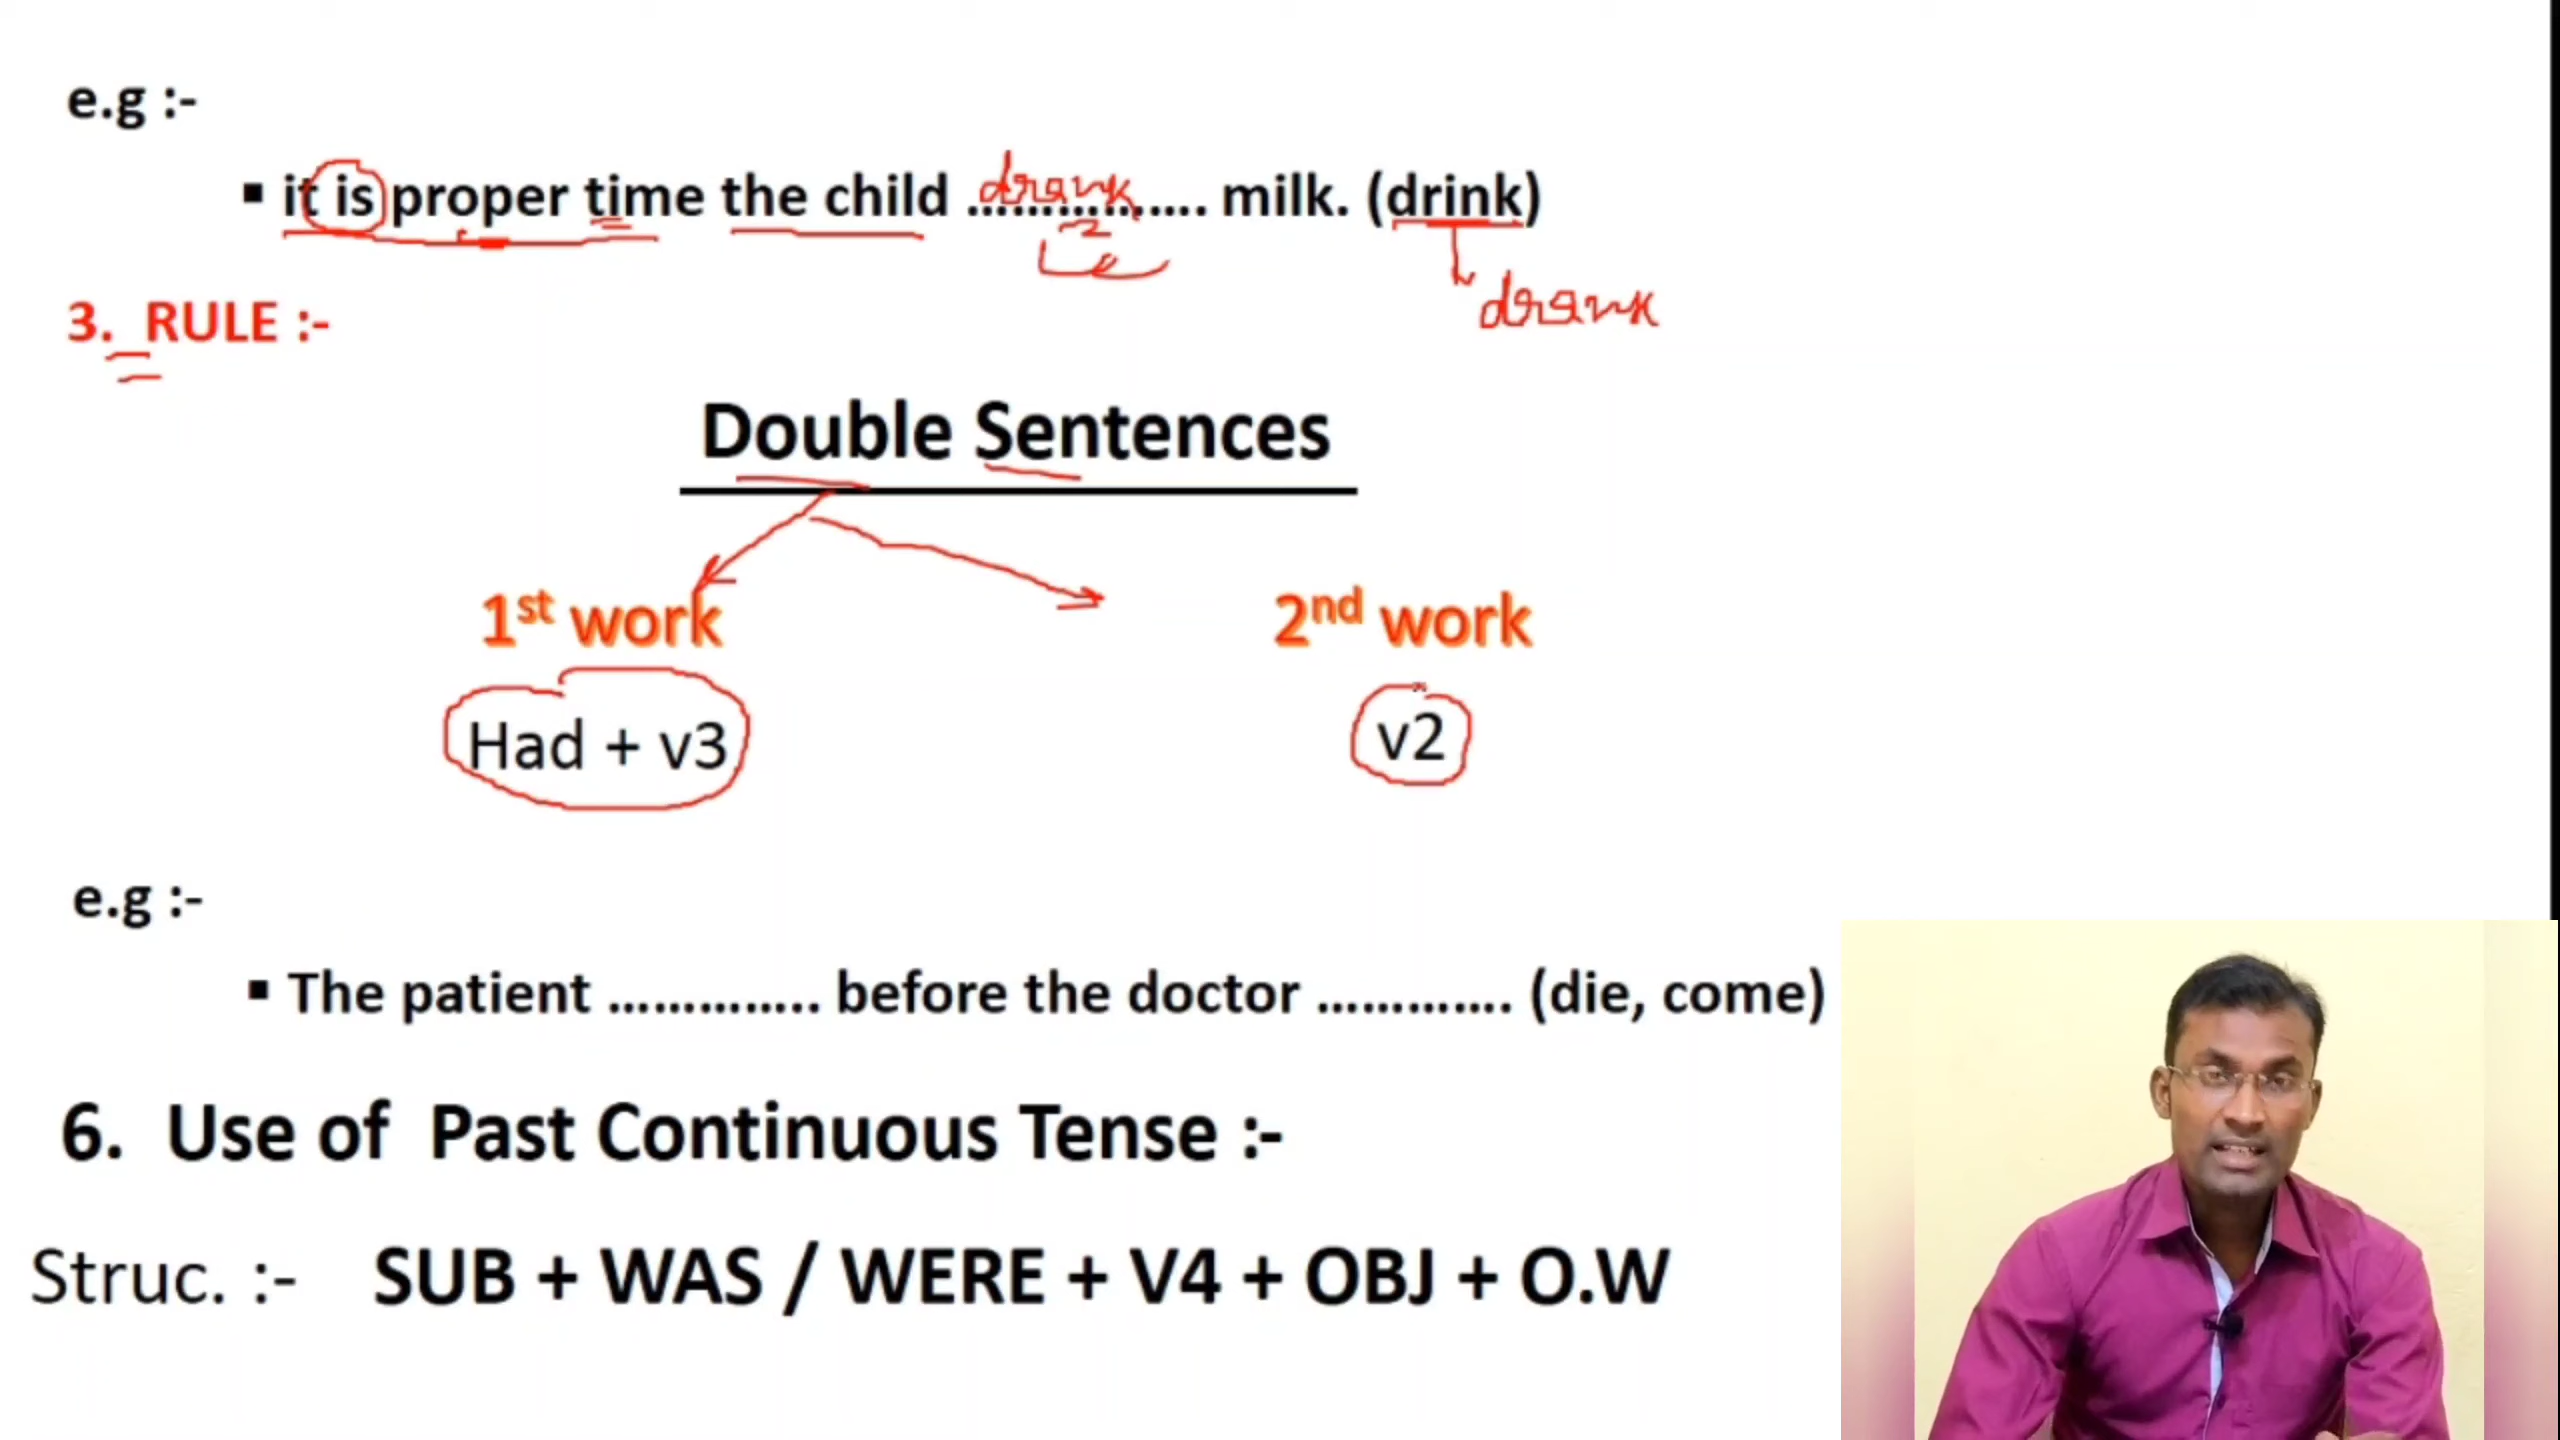 e.g :-
▪ it is proper time the child drank ................ milk. (drink)
drank
3. RULE :-
Double Sentences
1st work 2nd work
Had + v3 v2
e.g :-
▪ The patient .............. before the doctor ............. (die, come)
6. Use of Past Continuous Tense :-
Struc. :- SUB + WAS / WERE + V4 + OBJ + O.W